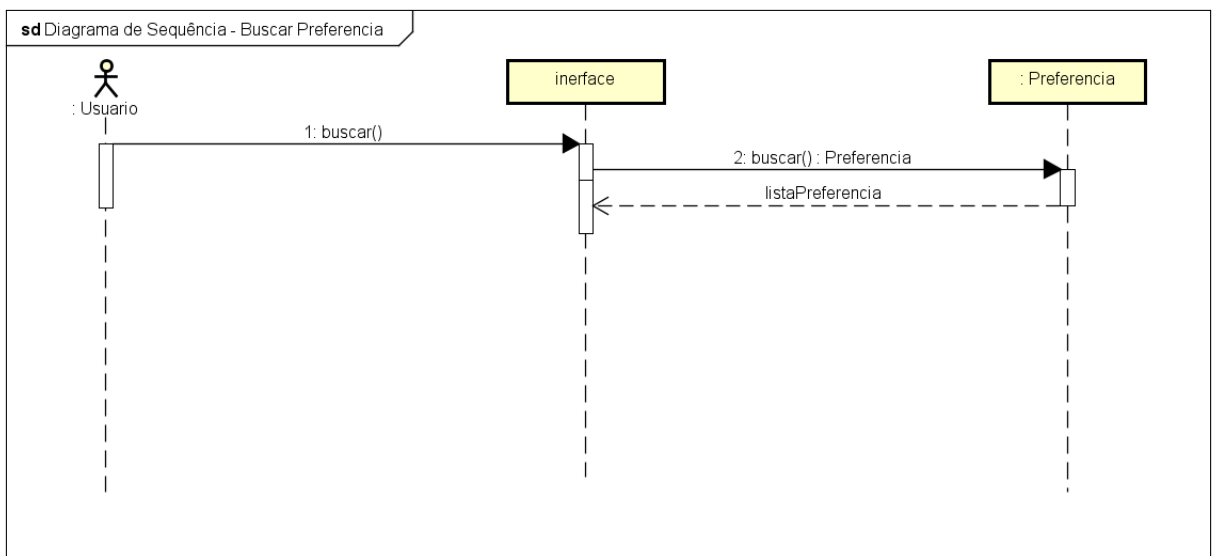 sd Diagrama de Sequência - Buscar Preferencia
: Usuario
inerface
: Preferencia
1: buscar()
2: buscar() : Preferencia
listaPreferencia